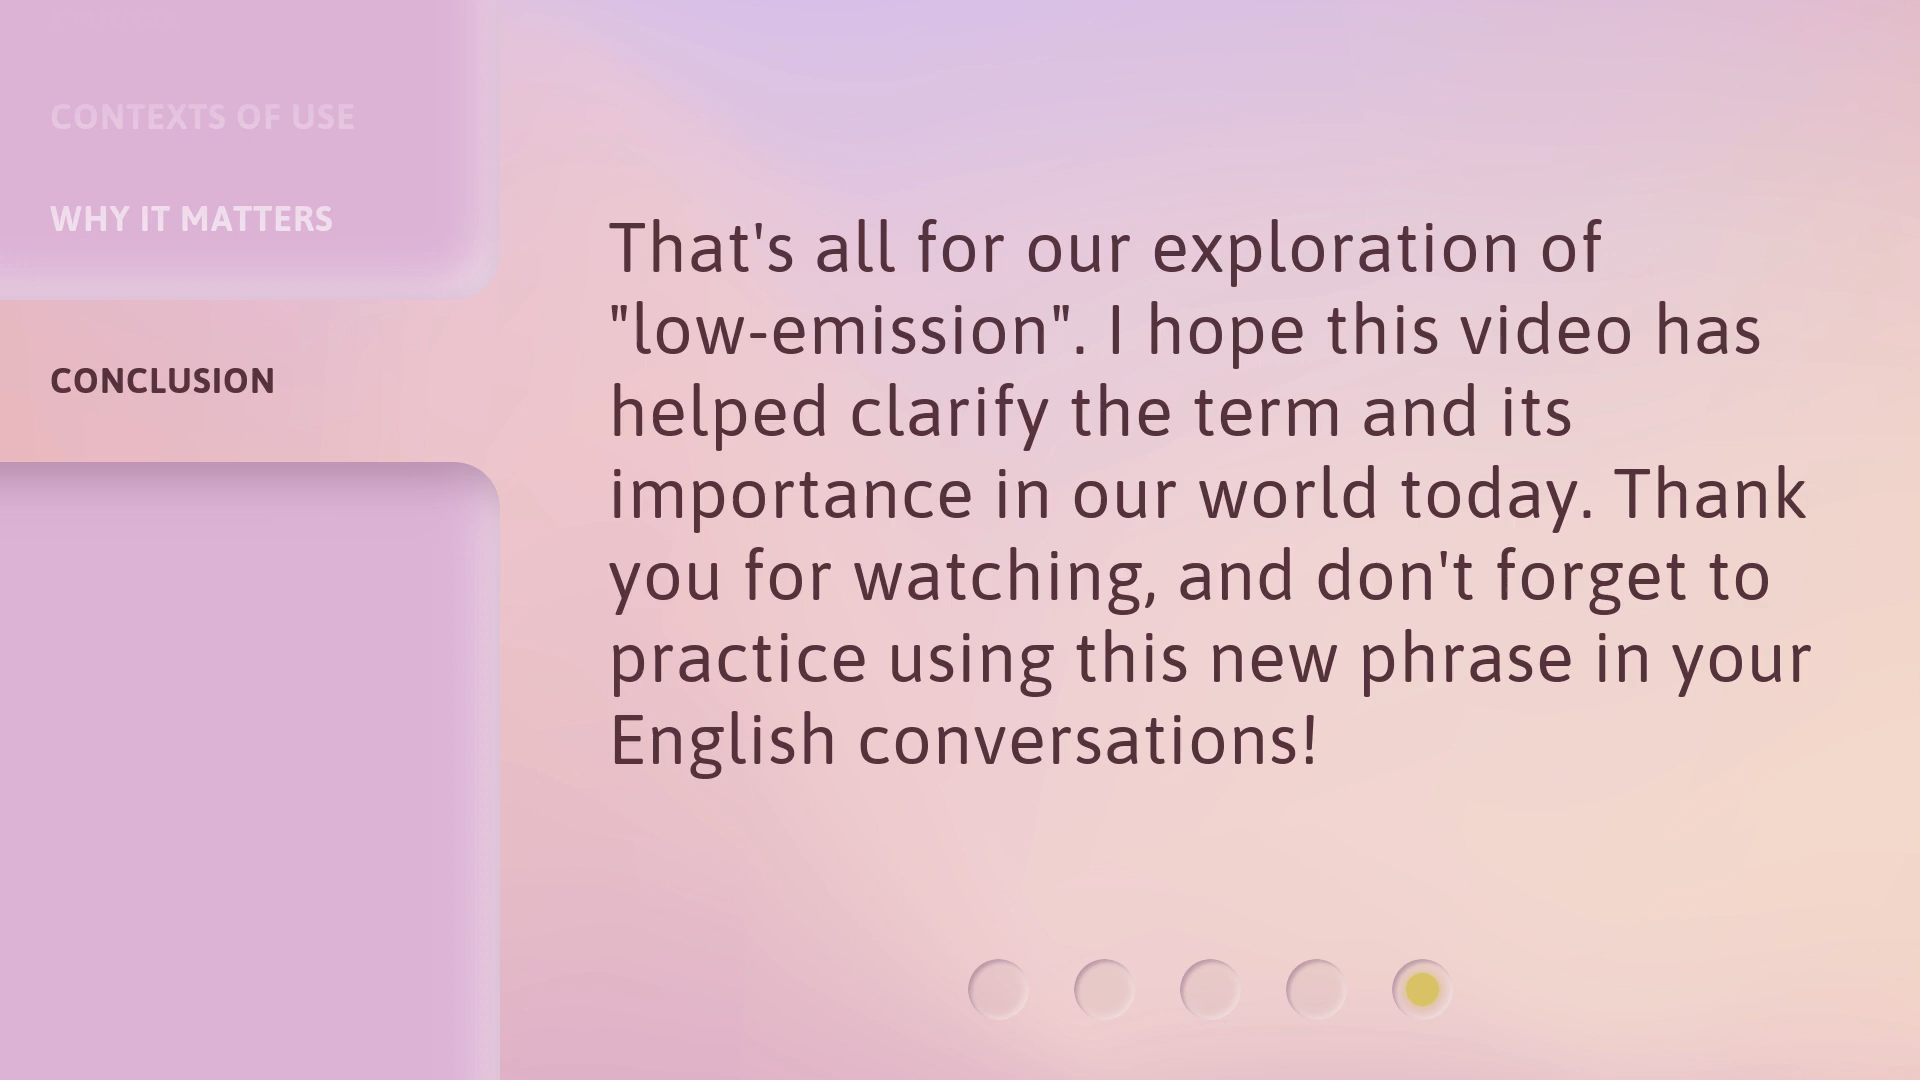 CONTEXTS OF USE
WHY IT MATTERS
CONCLUSION
That's all for our exploration of
"low-emission". I hope this video has
helped clarify the term and its
importance in our world today. Thank
you for watching, and don't forget to
practice using this new phrase in your
English conversations!